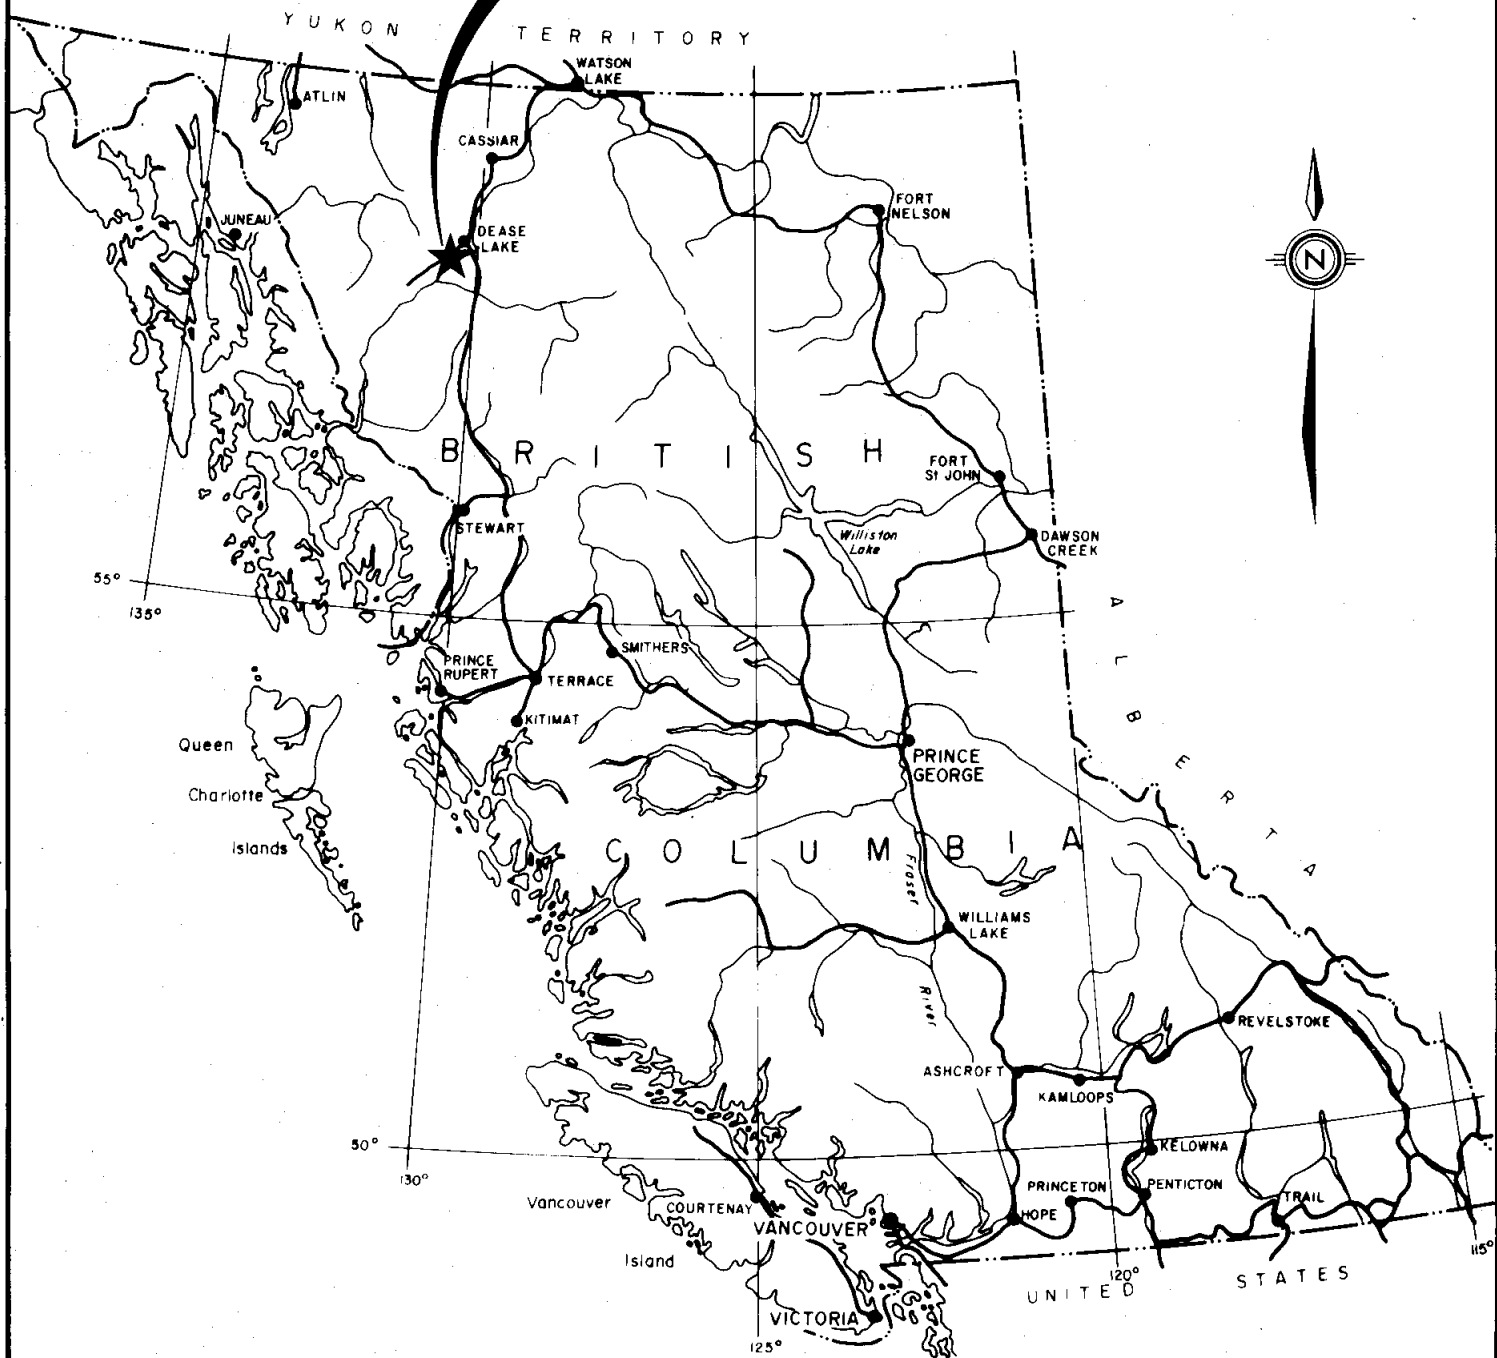 YUKON TERRITORY
WATSON
LAKE
ATLIN
CASSIAR
FORT
NELSON
JUNEAU
DEASE
LAKE
N
BRITISH
FORT
St JOHN
STEWART
Williston
Lake
DAWSON
CREEK
55°
135°
ALBERTA
SMITHERS
PRINCE
RUPERT
TERRACE
KITIMAT
Queen
Charlotte
Islands
PRINCE
GEORGE
COLUMBIA
Fraser
River
WILLIAMS
LAKE
REVELSTOKE
ASHCROFT
KAMLOOPS
50°
130°
KELOWNA
PRINCETON
PENTICTON
TRAIL
HOPE
Vancouver
Island
COURTENAY
VANCOUVER
VICTORIA
125°
120°
115°
UNITED STATES